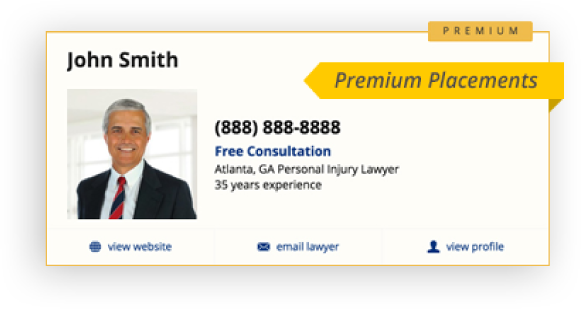 PREMIUM
John Smith
Premium Placements
(888) 888-8888
Free Consultation
Atlanta, GA Personal Injury Lawyer
35 years experience
view website
email lawyer
view profile